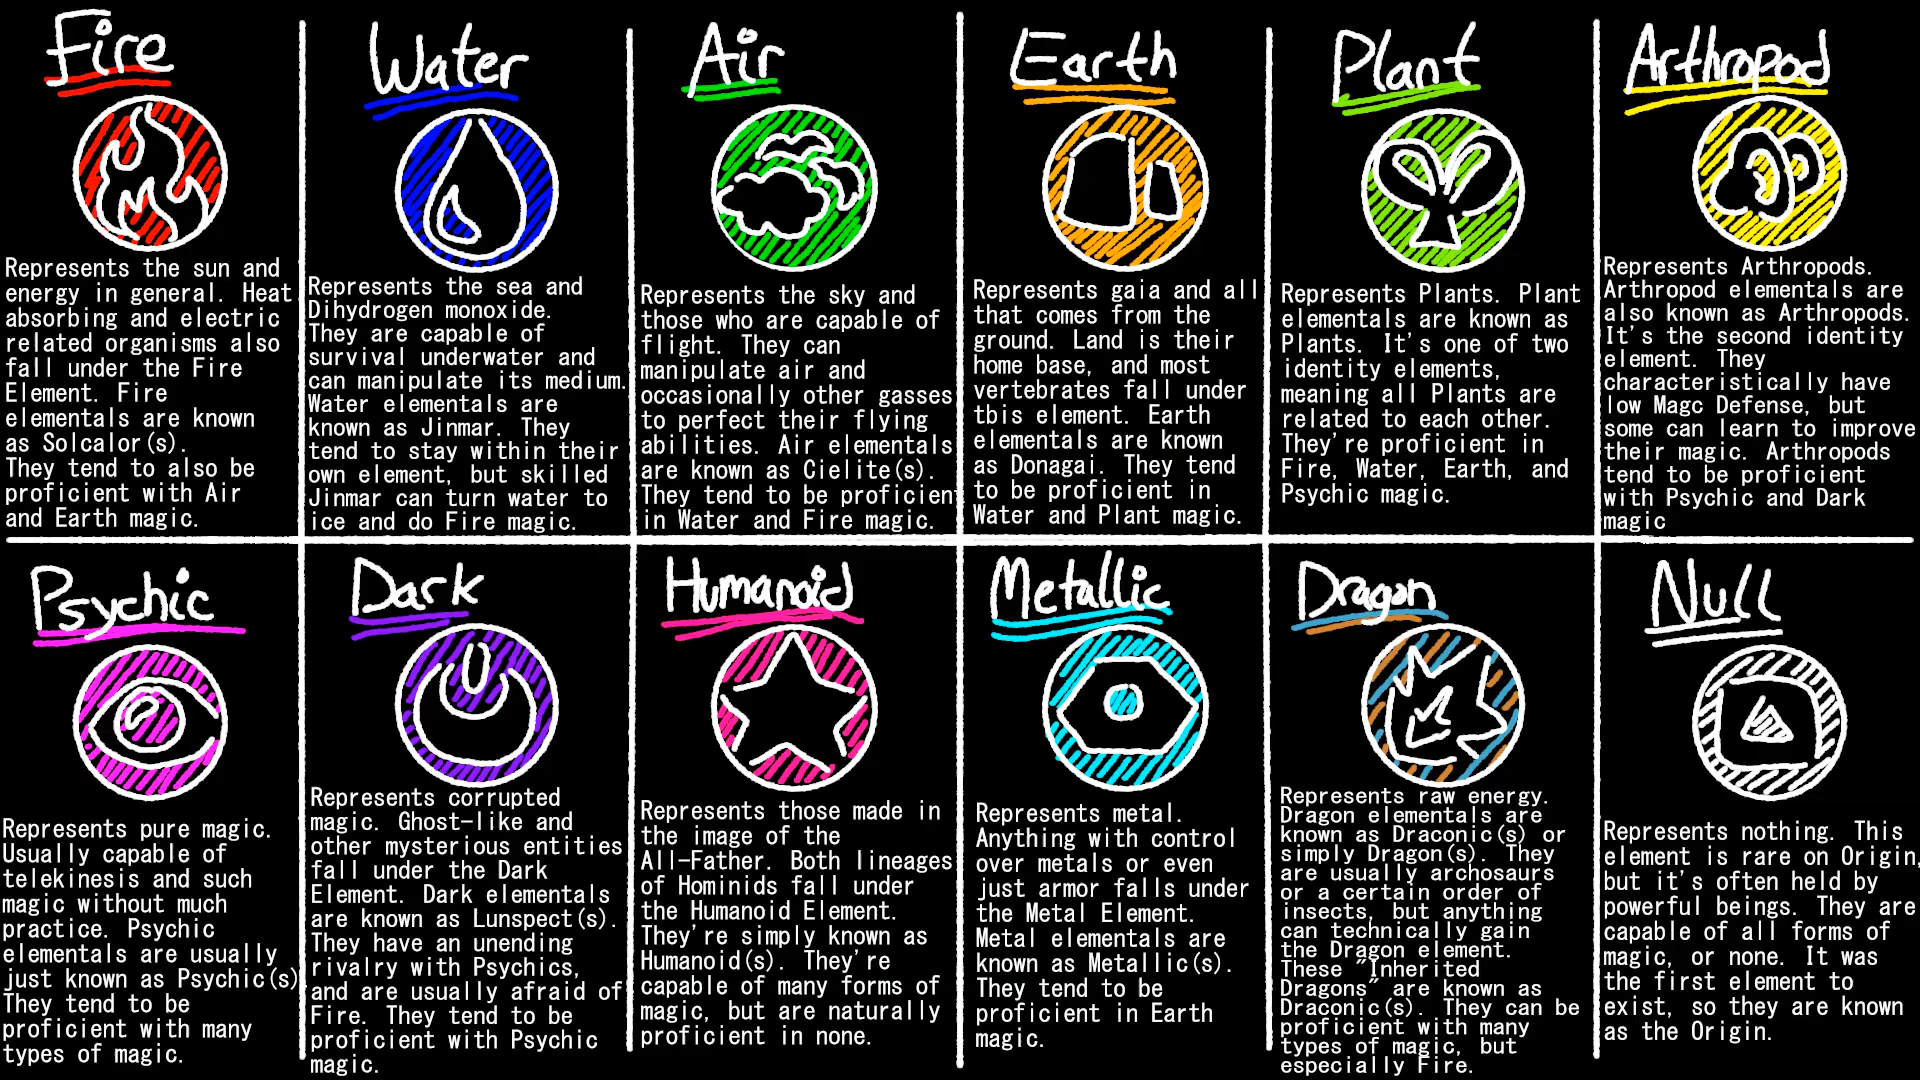 Fire
Represents the sun and
energy in general. Heat
absorbing and electric
related organisms also
fall under the Fire
Element. Fire
elementals are known
as Solcalor(s).
They tend to also be
proficient with Air
and Earth magic.
Water
Represents the sea and
Dihydrogen monoxide.
They are capable of
survival underwater and
can manipulate its medium.
Water elementals are
known as Jinmar. They
tend to stay within their
own element, but skilled
Jinmar can turn water to
ice and do Fire magic.
Air
Represents the sky and
those who are capable of
flight. They can
manipulate air and
occasionally other gasses
to perfect their flying
abilities. Air elementals
are known as Cielite(s).
They tend to be proficient
in Water and Fire magic.
Earth
Represents gaia and all
that comes from the
ground. Land is their
home base, and most
vertebrates fall under
tbis element. Earth
elementals are known
as Donagai. They tend
to be proficient in
Water and Plant magic.
Plant
Represents Plants. Plant
elementals are known as
Plants. It's one of two
identity elements,
meaning all Plants are
related to each other.
They're proficient in
Fire, Water, Earth, and
Psychic magic.
Arthropod
Represents Arthropods.
Arthropod elementals are
also known as Arthropods.
It's the second identity
element. They
characteristically have
low Magc Defense, but
some can learn to improve
their magic. Arthropods
tend to be proficient
with Psychic and Dark
magic
Psychic
Represents pure magic.
Usually capable of
telekinesis and such
magic without much
practice. Psychic
elementals are usually
just known as Psychic(s)
They tend to be
proficient with many
types of magic.
Dark
Represents corrupted
magic. Ghost-like and
other mysterious entities
fall under the Dark
Element. Dark elementals
are known as Lunspect(s).
They have an unending
rivalry with Psychics,
and are usually afraid of
Fire. They tend to be
proficient with Psychic
magic.
Humanoid
Represents those made in
the image of the
All-Father. Both lineages
of Hominids fall under
the Humanoid Element.
They're simply known as
Humanoid(s). They're
capable of many forms of
magic, but are naturally
proficient in none.
Metallic
Represents metal.
Anything with control
over metals or even
just armor falls under
the Metal Element.
Metal elementals are
known as Metallic(s).
They tend to be
proficient in Earth
magic.
Dragon
Represents raw energy.
Dragon elementals are
known as Draconic(s) or
simply Dragon(s). They
are usually archosaurs
or a certain order of
insects, but anything
can technically gain
the Dragon element.
These "Inherited
Dragons" are known as
Draconic(s). They can be
proficient with many
types of magic, but
especially Fire.
Null
Represents nothing. This
element is rare on Origin,
but it's often held by
powerful beings. They are
capable of all forms of
magic, or none. It was
the first element to
exist, so they are known
as the Origin.